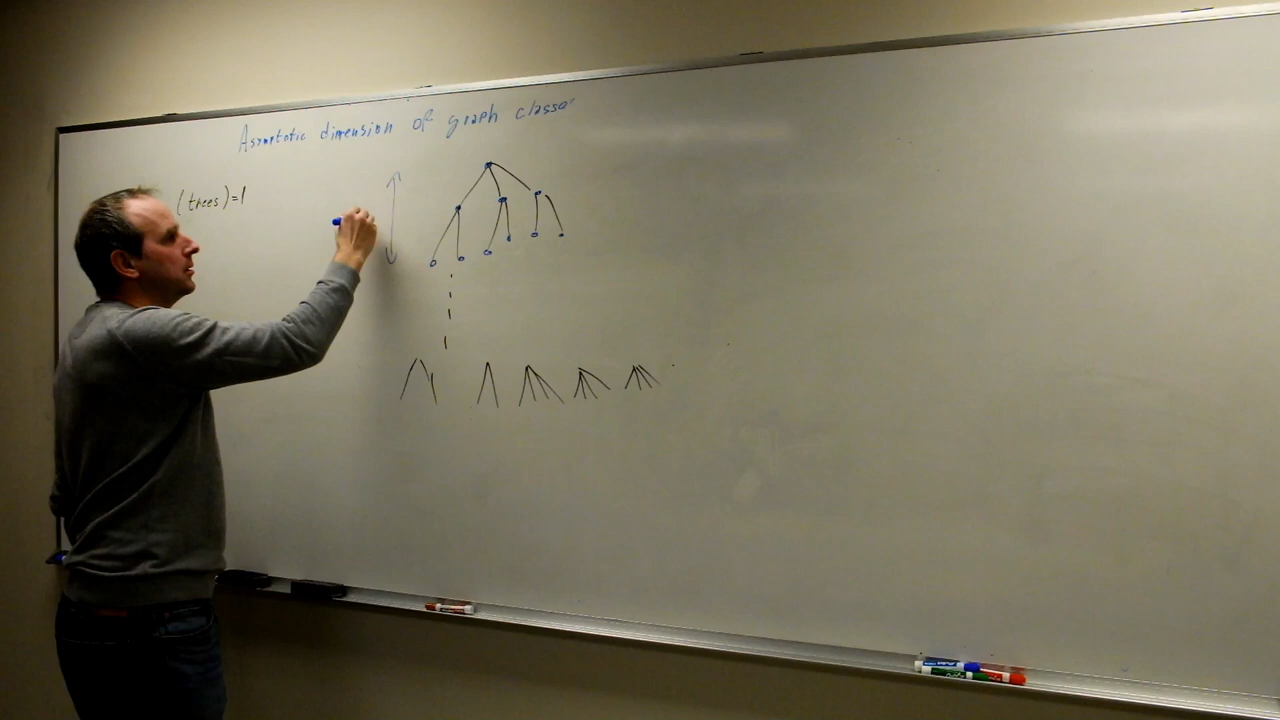 Asymptotic dimension of graph classes
(trees)=1